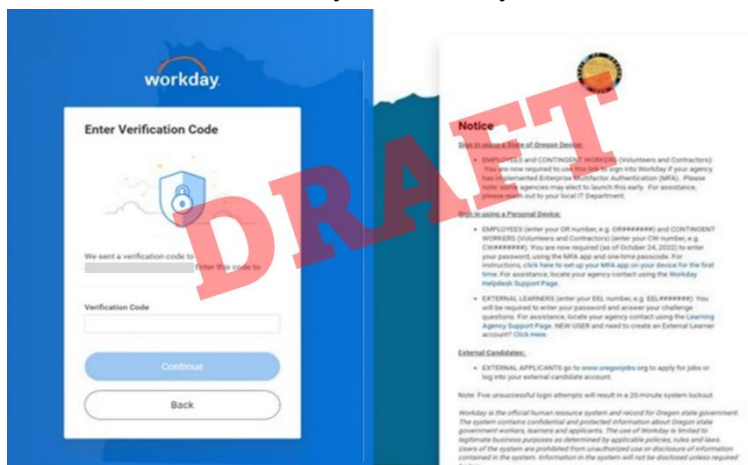 workday.
Enter Verification Code
We sent a verification code to
Enter this code to
Verification Code
Continue
Back
DRAFT
Notice
Sign in using a State of Oregon Device:
• EMPLOYEES and CONTINGENT WORKERS (Volunteers and Contractors):
You are now required to use this link to sign into Workday if your agency
has implemented Enterprise Multifactor Authentication (MFA). Please
note: some agencies may elect to launch this early. For assistance,
please reach out to your local IT Department.
Sign in using a Personal Device:
• EMPLOYEES (enter your OR number, e.g. OR#######) and CONTINGENT
WORKERS (Volunteers and Contractors) (enter your CW number, e.g.
CW#######). You are now required (as of October 24, 2022) to enter
your password, using the MFA app and one-time passcode. For
instructions, click here to set up your MFA app on your device for the first
time. For assistance, locate your agency contact using the Workday
Helpdesk Support Page.
• EXTERNAL LEARNERS (enter your EEL number, e.g. EEL#######): You
will be required to enter your password and answer your challenge
questions. For assistance, locate your agency contact using the Learning
Agency Support Page. NEW USER and need to create an External Learner
account? Click Here.
External Candidates:
• EXTERNAL APPLICANTS go to www.oregonjobs.org to apply for jobs or
log into your external candidate account.
Note: Five unsuccessful login attempts will result in a 20-minute system lockout.
Workday is the official human resource system and record for Oregon state government.
The system contains confidential and protected information about Oregon state
government workers, learners and applicants. The use of Workday is limited to
legitimate business purposes as determined by applicable policies, rules and laws.
Users of the system are prohibited from unauthorized use or disclosure of information
contained in the system. Information in the system will not be disclosed unless required